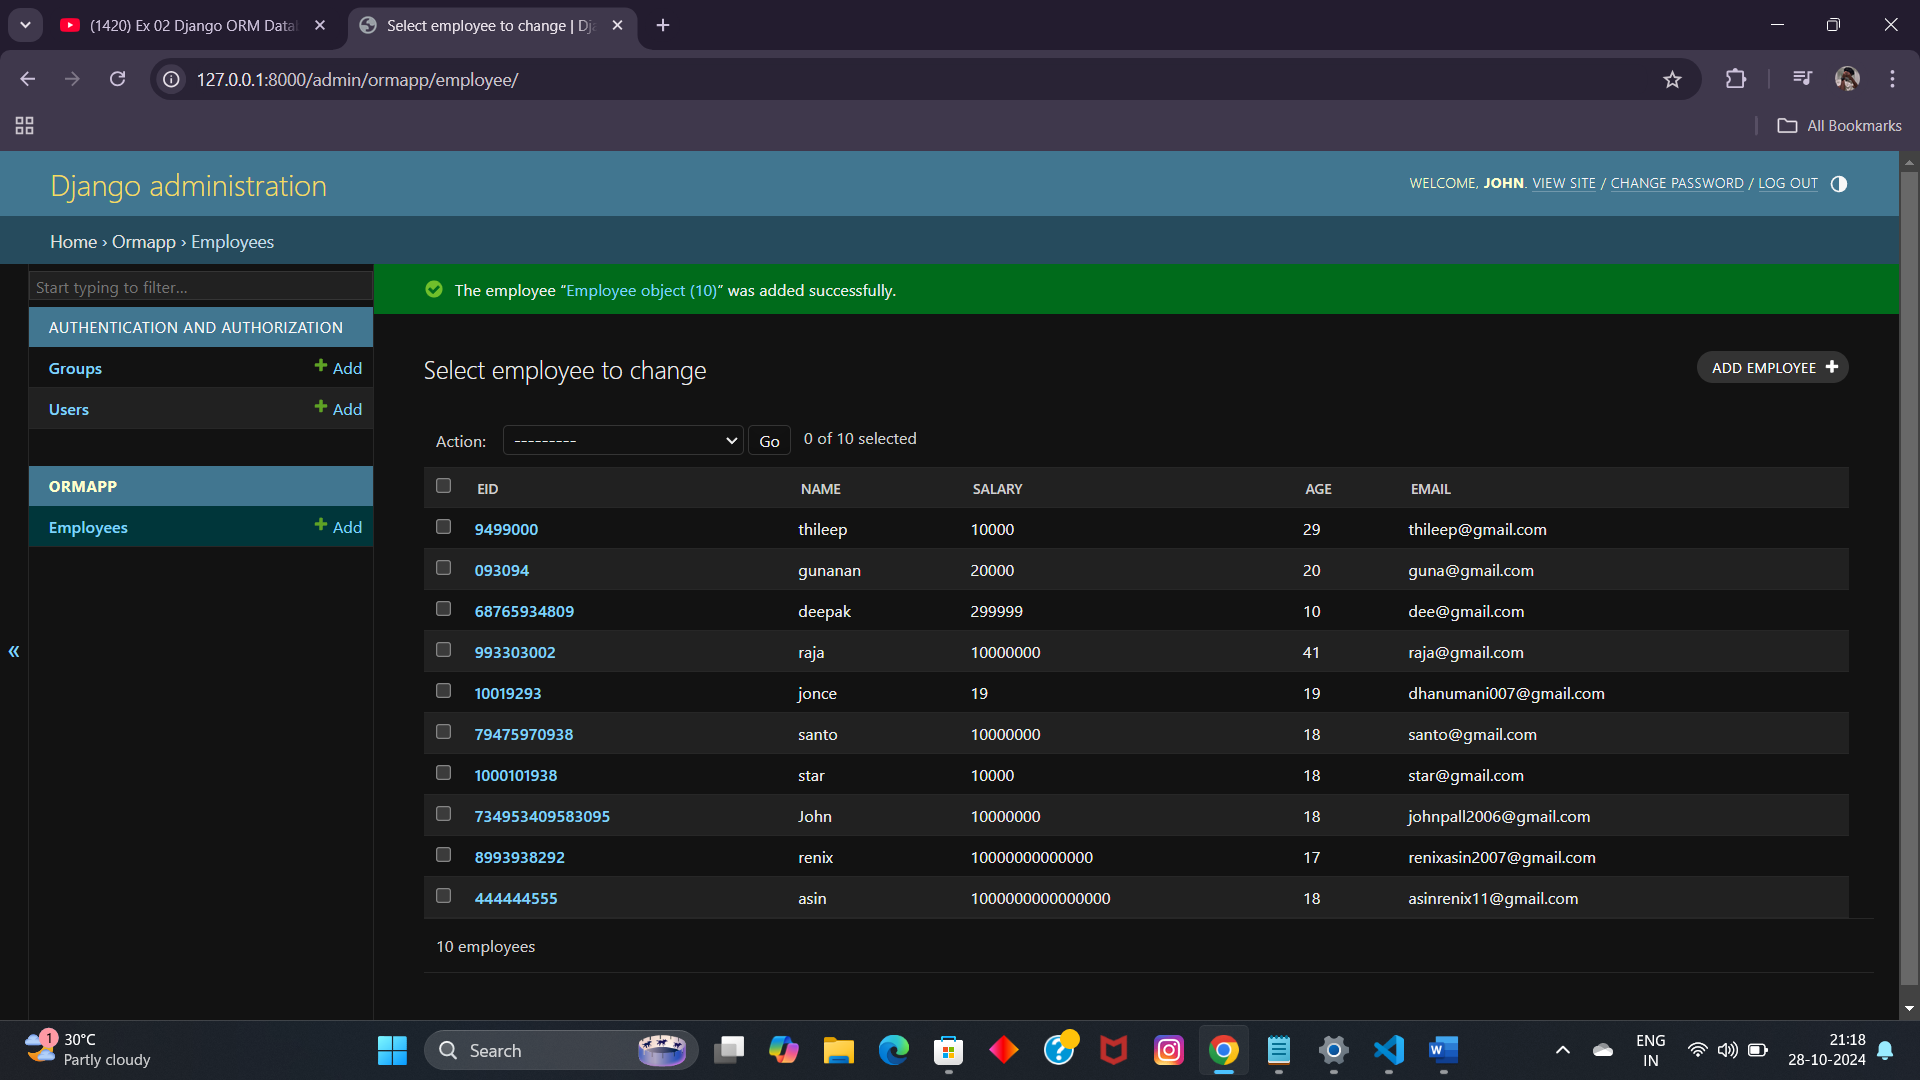 (1420) Ex 02 Django ORM Data
Select employee to change | Dj
127.0.0.1:8000/admin/ormapp/employee/
All Bookmarks
Django administration
WELCOME, JOHN. VIEW SITE / CHANGE PASSWORD / LOG OUT
Home › Ormapp › Employees
Start typing to filter...
The employee “Employee object (10)” was added successfully.
AUTHENTICATION AND AUTHORIZATION
Groups Add
Users Add
ORMAPP
Employees Add
Select employee to change
ADD EMPLOYEE
Action: --------- Go 0 of 10 selected
EID NAME SALARY AGE EMAIL
9499000 thileep 10000 29 thileep@gmail.com
093094 gunanan 20000 20 guna@gmail.com
68765934809 deepak 299999 10 dee@gmail.com
993303002 raja 10000000 41 raja@gmail.com
10019293 jonce 19 19 dhanumani007@gmail.com
79475970938 santo 10000000 18 santo@gmail.com
1000101938 star 10000 18 star@gmail.com
734953409583095 John 10000000 18 johnpall2006@gmail.com
8993938292 renix 10000000000000 17 renixasin2007@gmail.com
444444555 asin 1000000000000000 18 asinrenix11@gmail.com
10 employees
«
1
30°C
Partly cloudy
Search
ENG
IN
21:18
28-10-2024